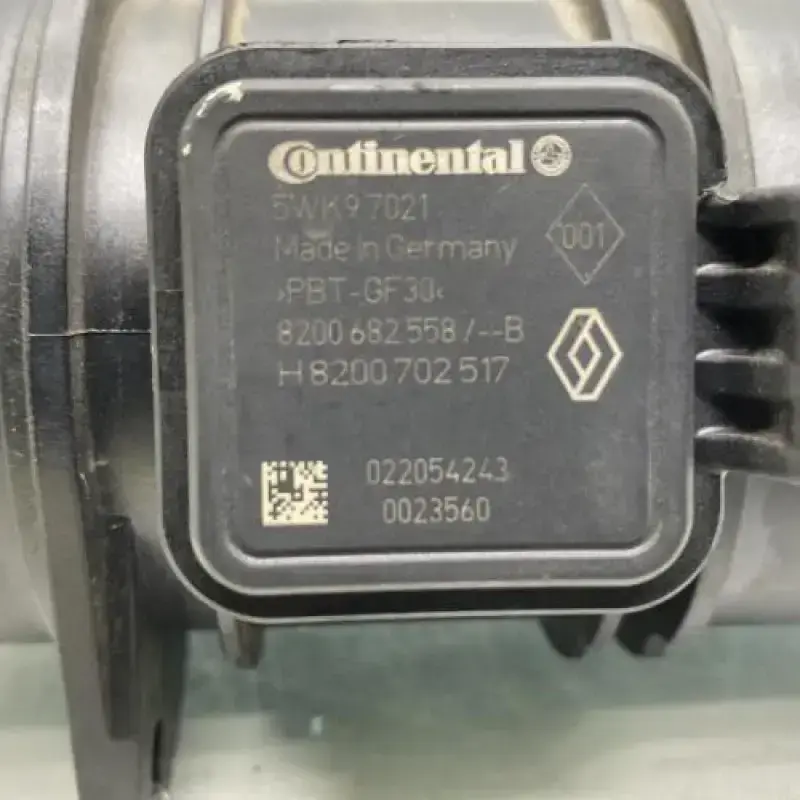 Continental
5WK9 7021
001
Made in Germany
›PBT-GF30‹
8200 682 558 /--B
H 8200 702 517
022054243
0023560